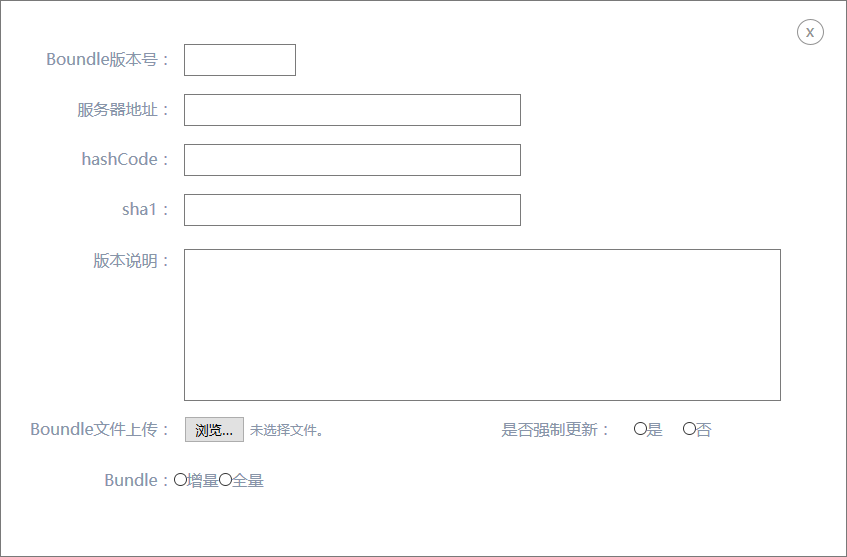 x
Boundle版本号：
服务器地址：
hashCode：
sha1：
版本说明：
Boundle文件上传： 浏览... 未选择文件。 是否强制更新： 是 否
Bundle：增量 全量